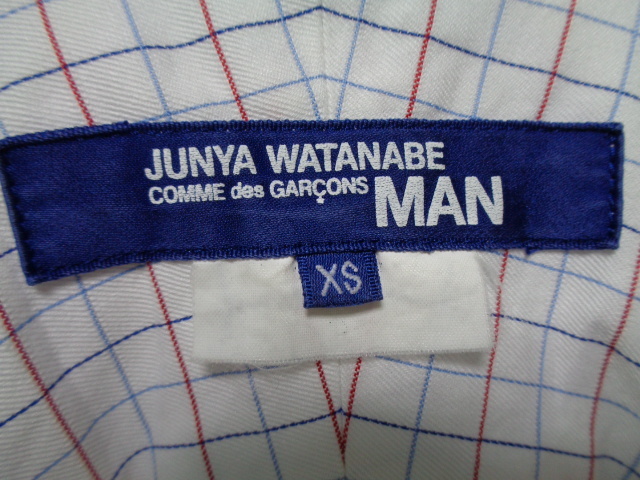 JUNYA WATANABE
COMME des GARÇONS MAN
XS